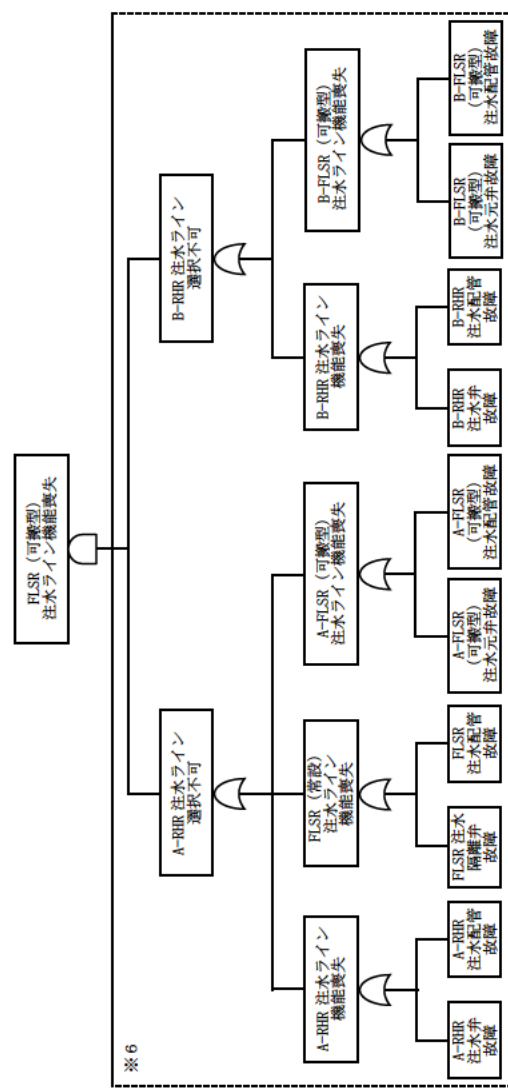 ※6
FLSR（可搬型）
注水ライン機能喪失
A-RHR 注水ライン
選択不可
B-RHR 注水ライン
選択不可
A-RHR 注水ライン
機能喪失
FLSR（常設）
注水ライン
機能喪失
A-FLSR（可搬型）
注水ライン機能喪失
B-RHR 注水ライン
機能喪失
B-FLSR（可搬型）
注水ライン機能喪失
A-RHR
注水弁
故障
A-RHR
注水配管
故障
FLSR 注水
隔離弁
故障
FLSR
注水配管
故障
A-FLSR
（可搬型）
注水元弁故障
A-FLSR
（可搬型）
注水配管故障
B-RHR
注水弁
故障
B-RHR
注水配管
故障
B-FLSR
（可搬型）
注水元弁故障
B-FLSR
（可搬型）
注水配管故障